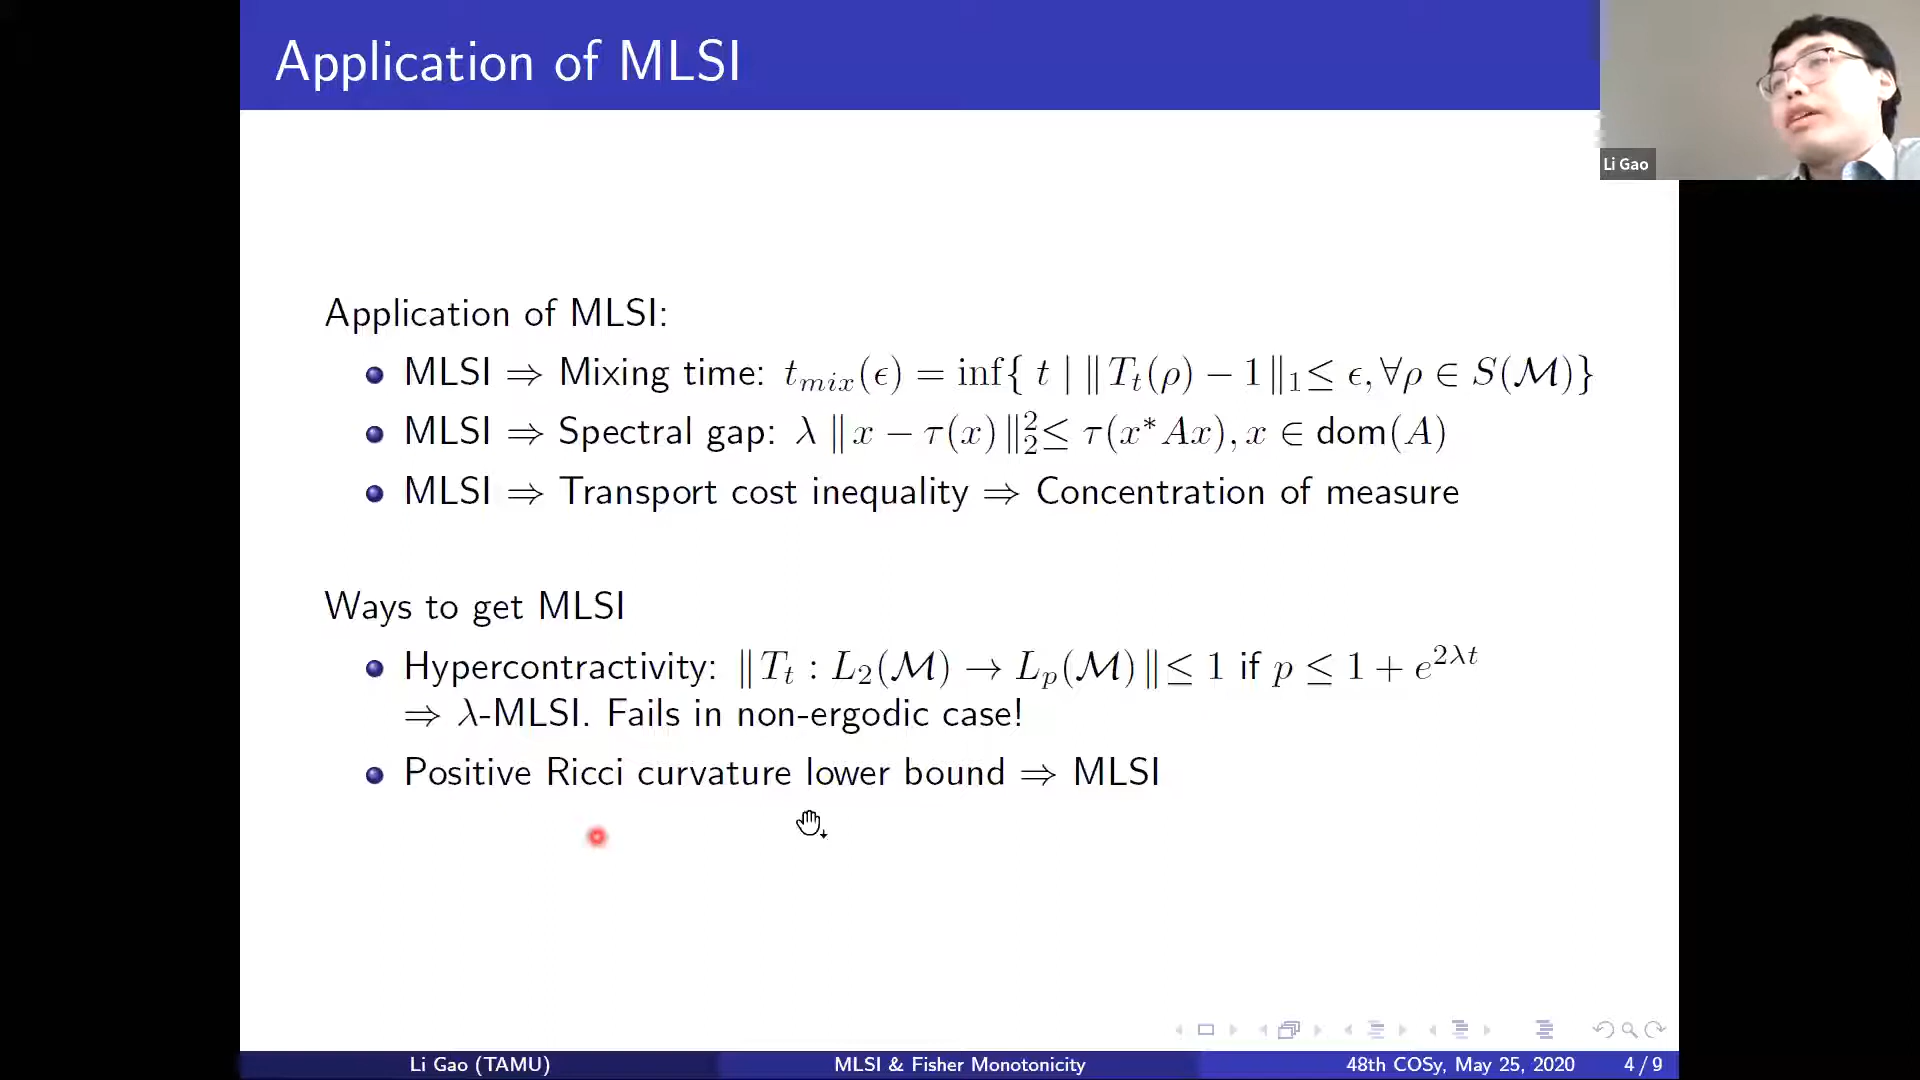 Application of MLSI
Li Gao
Application of MLSI:
• MLSI ⇒ Mixing time: t_{mix}(ϵ) = inf{ t | ‖T_t(ρ) − 1‖_1 ≤ ϵ, ∀ρ ∈ S(ℳ)}
• MLSI ⇒ Spectral gap: λ ‖x − τ(x)‖_2^2 ≤ τ(x*Ax), x ∈ dom(A)
• MLSI ⇒ Transport cost inequality ⇒ Concentration of measure
Ways to get MLSI
• Hypercontractivity: ‖T_t : L_2(ℳ) → L_p(ℳ)‖ ≤ 1 if p ≤ 1 + e^{2λt}
⇒ λ-MLSI. Fails in non-ergodic case!
• Positive Ricci curvature lower bound ⇒ MLSI
Li Gao (TAMU) MLSI & Fisher Monotonicity 48th COSy, May 25, 2020 4 / 9